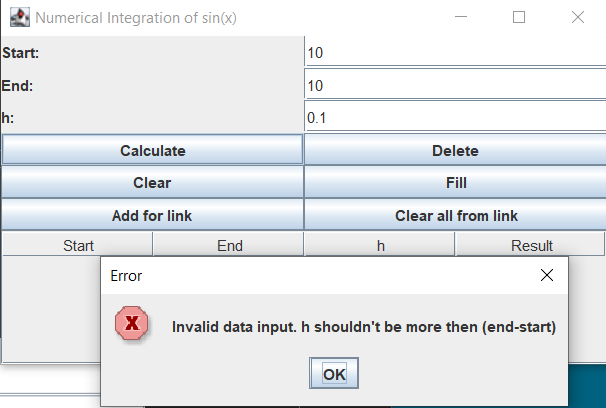 Numerical Integration of sin(x)
Start: 10
End: 10
h: 0.1
Calculate Delete
Clear Fill
Add for link Clear all from link
Start End h Result
Error
X
Invalid data input. h shouldn't be more then (end-start)
OK